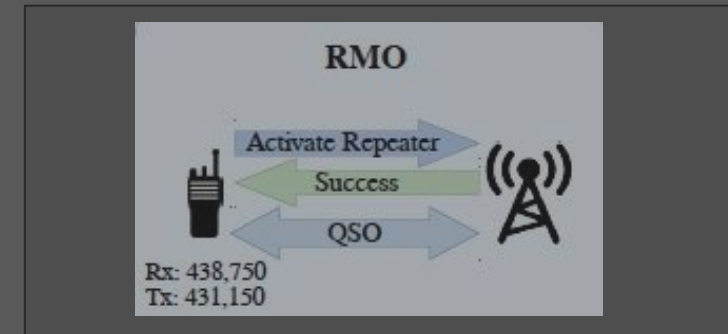 RMO
Activate Repeater
Success
QSO
Rx: 438,750
Tx: 431,150